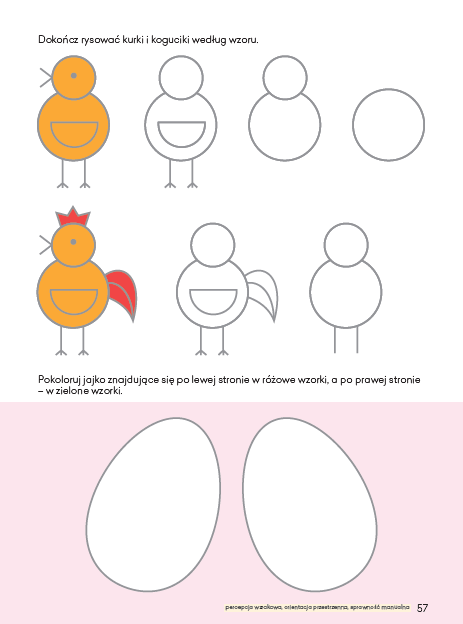 Dokończ rysować kurki i koguciki według wzoru.
Pokoloruj jajko znajdujące się po lewej stronie w różowe wzorki, a po prawej stronie
– w zielone wzorki.
percepcja wzrokowa, orientacja przestrzenna, sprawność manualna 57